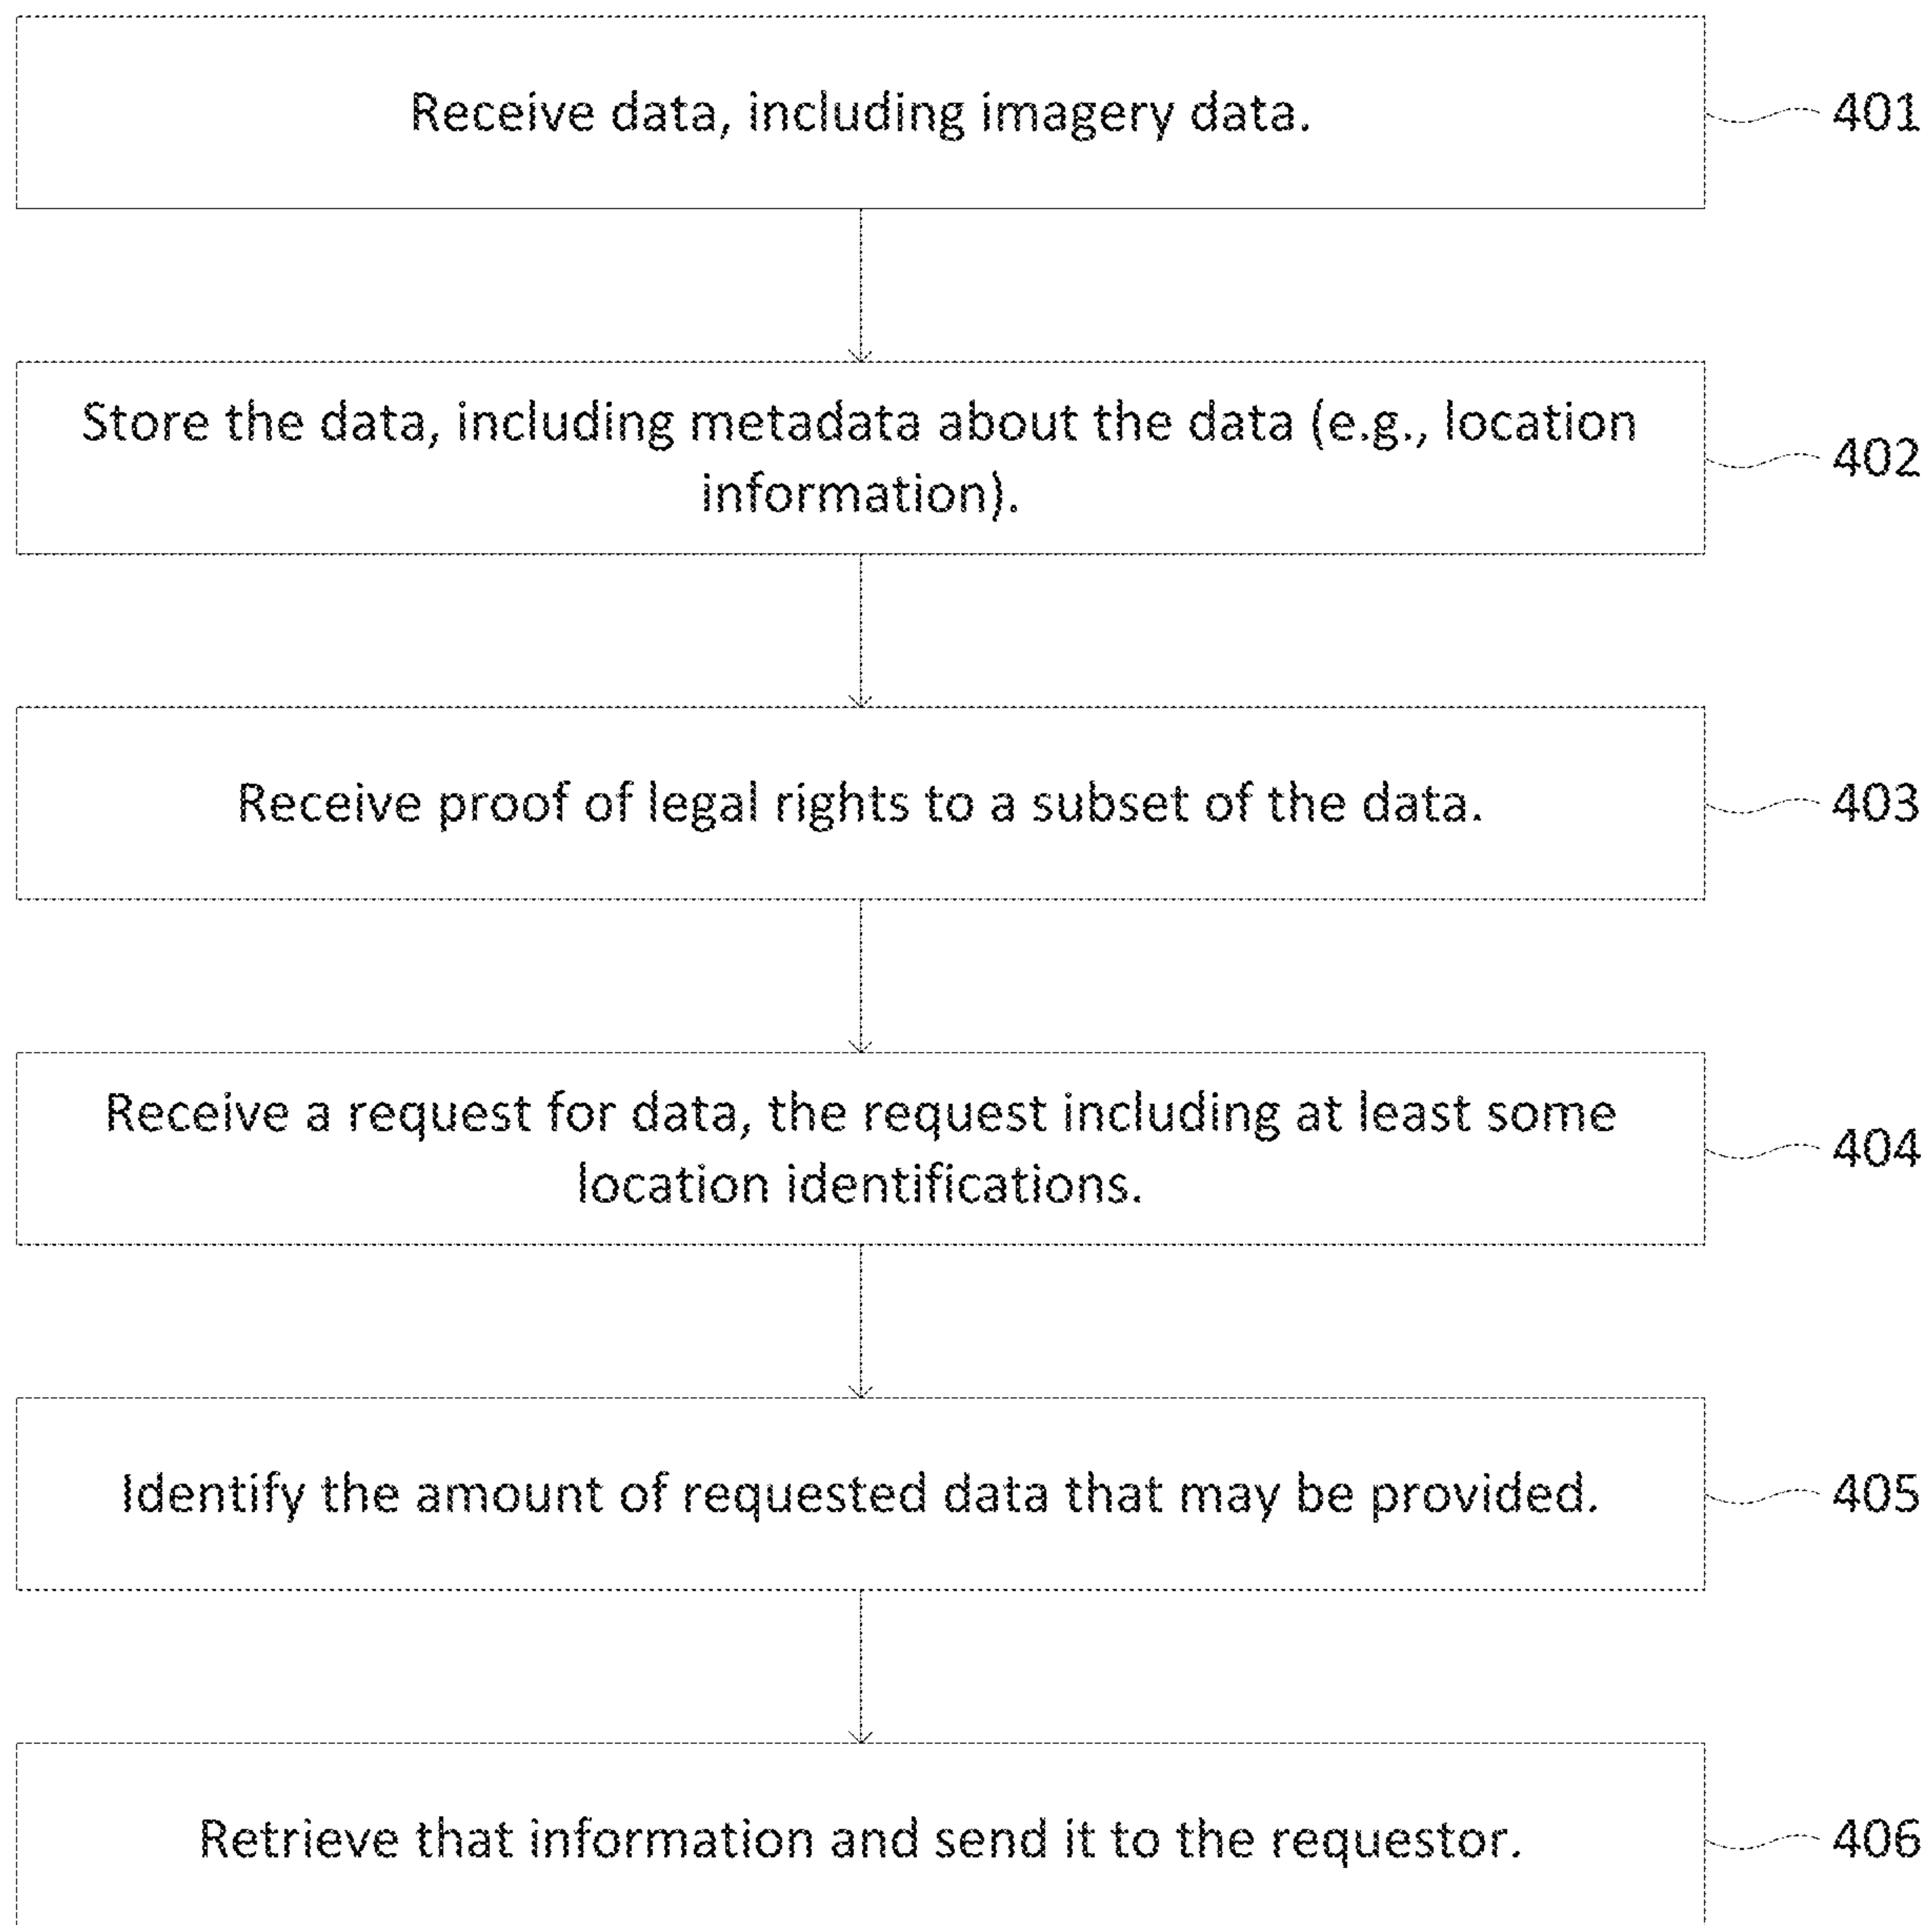 Receive data, including imagery data.
401
Store the data, including metadata about the data (e.g., location
information).
402
Receive proof of legal rights to a subset of the data.
403
Receive a request for data, the request including at least some
location identifications.
404
Identify the amount of requested data that may be provided.
405
Retrieve that information and send it to the requestor.
406